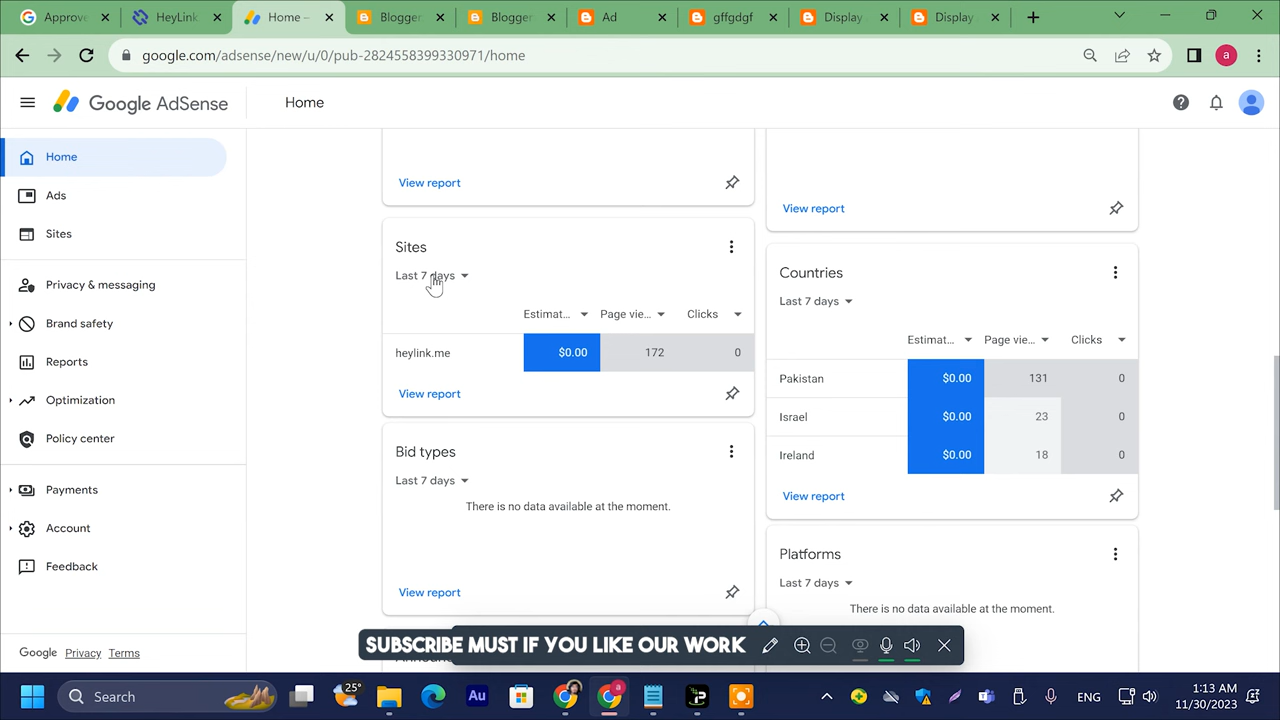 Approve
HeyLink
Home –
Blogger
Blogger
Ad
gffgdgf
Display
Display
google.com/adsense/new/u/0/pub-2824558399330971/home
a
Google AdSense
Home
Home
Ads
Sites
Privacy & messaging
Brand safety
Reports
Optimization
Policy center
Payments
Account
Feedback
Google Privacy Terms
View report
View report
Sites
Last 7 days
Estimat... Page vie... Clicks
heylink.me $0.00 172 0
View report
Bid types
Last 7 days
There is no data available at the moment.
View report
Countries
Last 7 days
Estimat... Page vie... Clicks
Pakistan $0.00 131 0
Israel $0.00 23 0
Ireland $0.00 18 0
View report
Platforms
Last 7 days
There is no data available at the moment.
SUBSCRIBE MUST IF YOU LIKE OUR WORK
Search
25°
Au
ENG
1:13 AM
11/30/2023